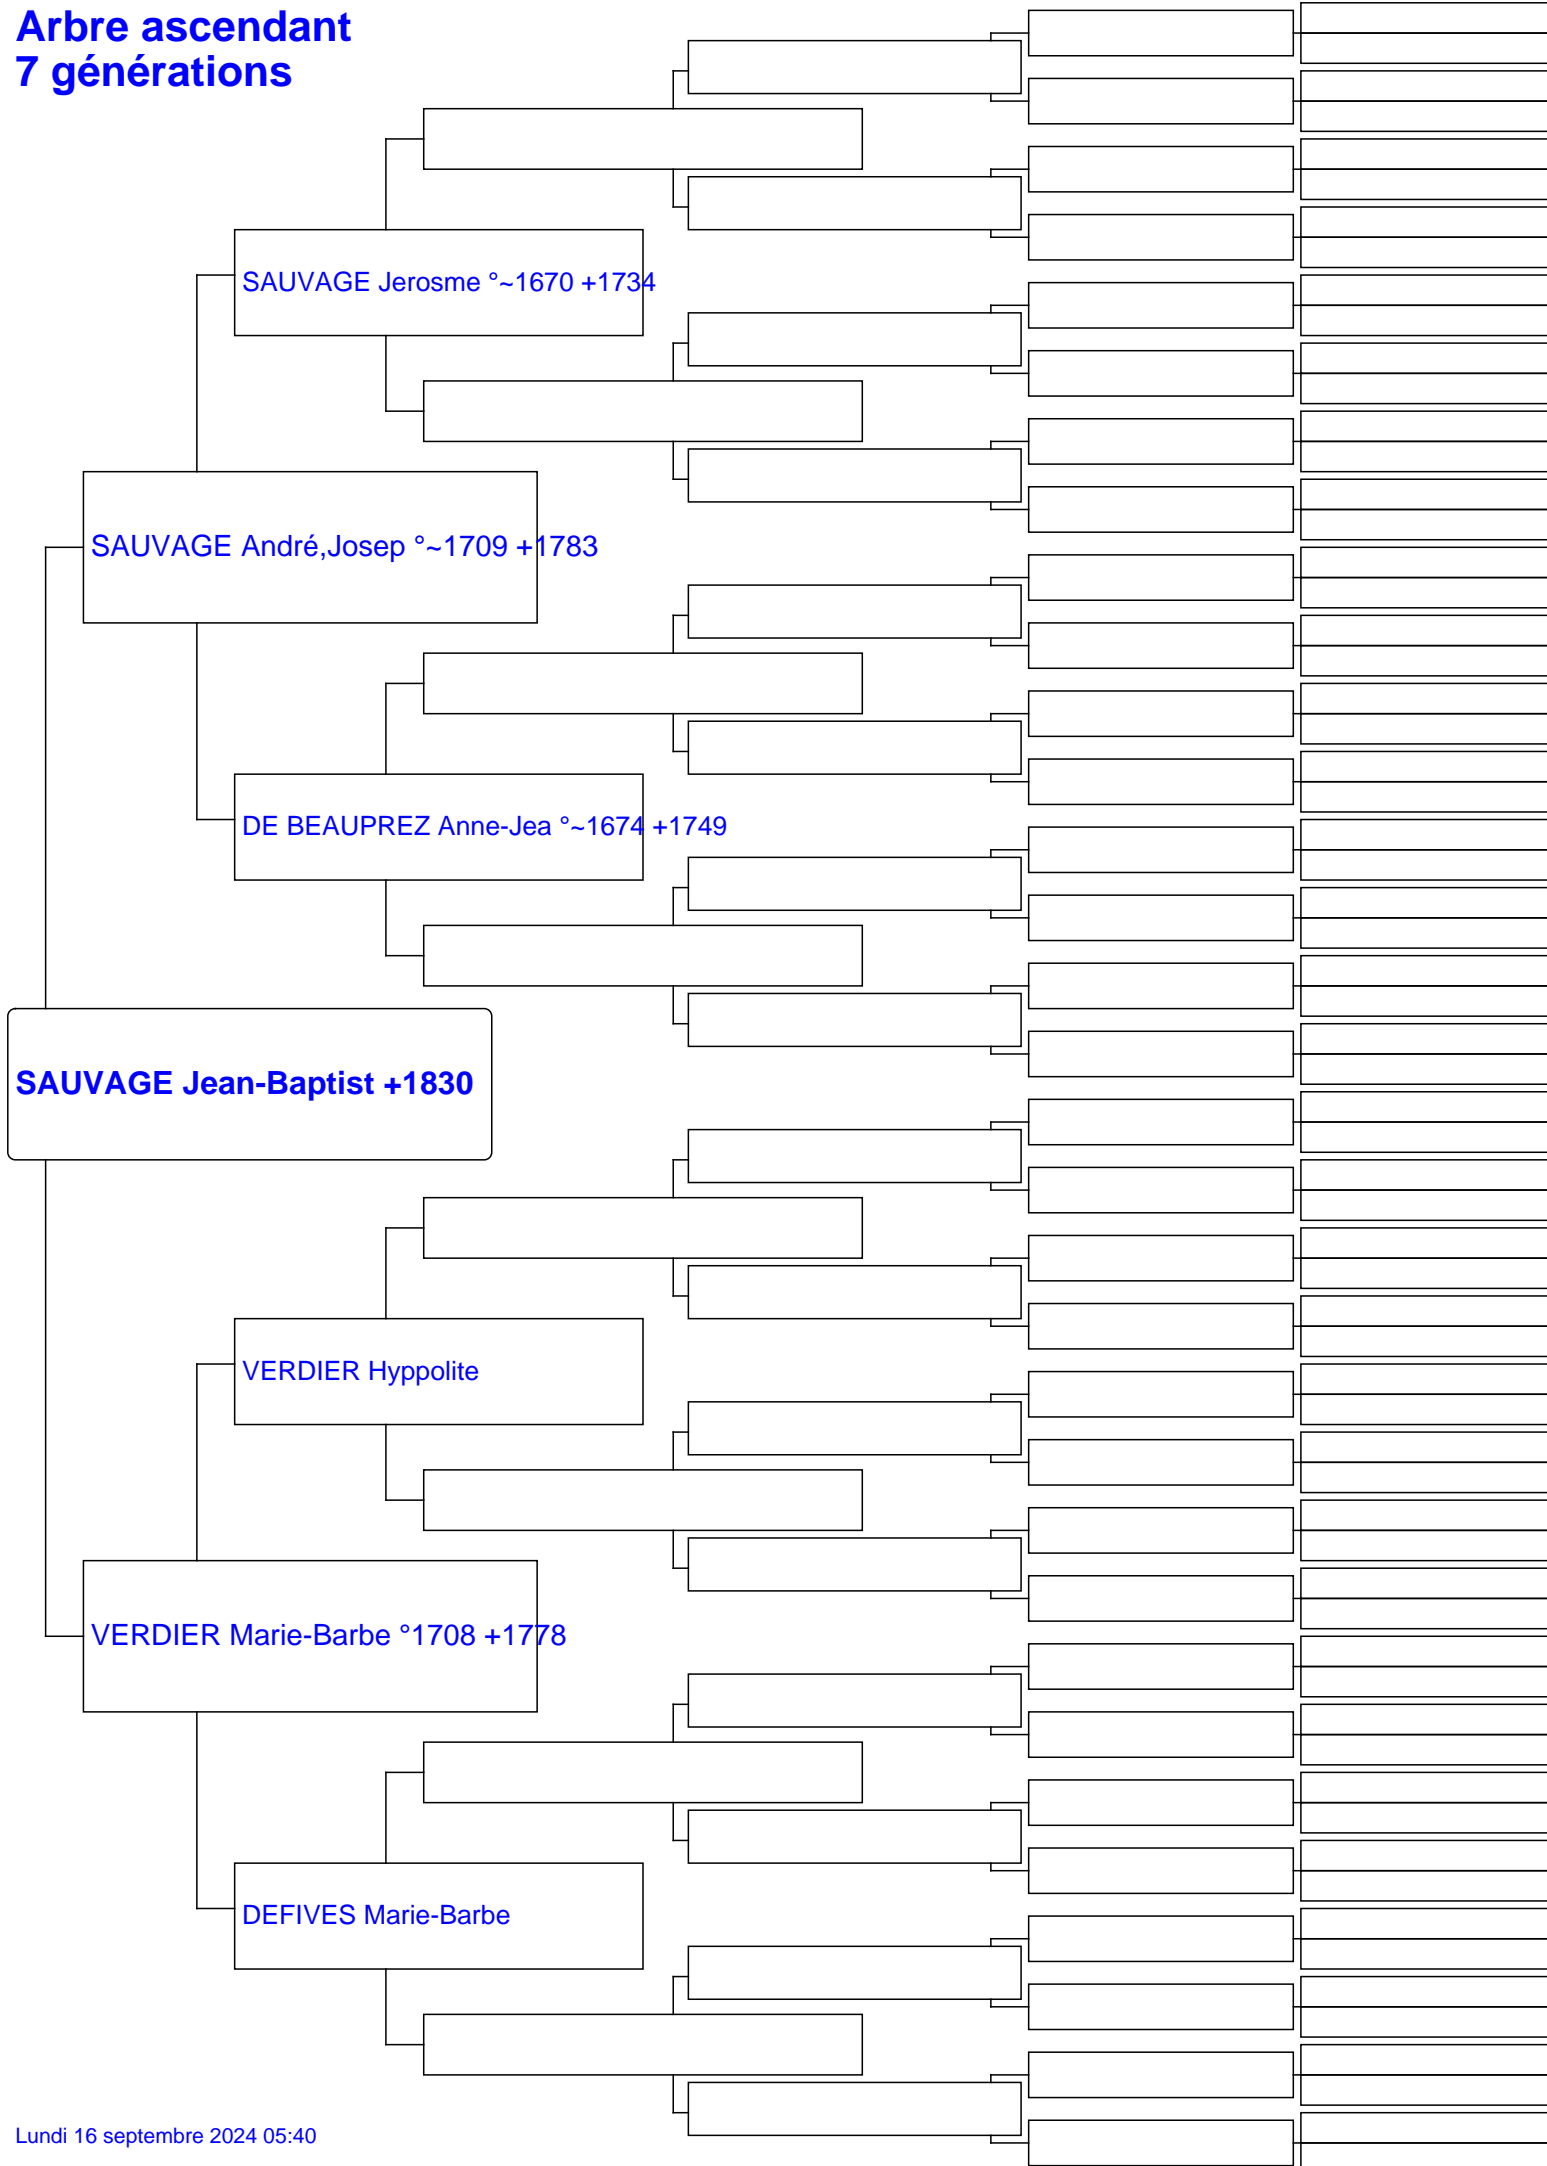 Arbre ascendant
7 générations
SAUVAGE Jerosme °~1670 +1734
SAUVAGE André,Josep °~1709 +1783
DE BEAUPREZ Anne-Jea °~1674 +1749
SAUVAGE Jean-Baptist +1830
VERDIER Hyppolite
VERDIER Marie-Barbe °1708 +1778
DEFIVES Marie-Barbe
Lundi 16 septembre 2024 05:40